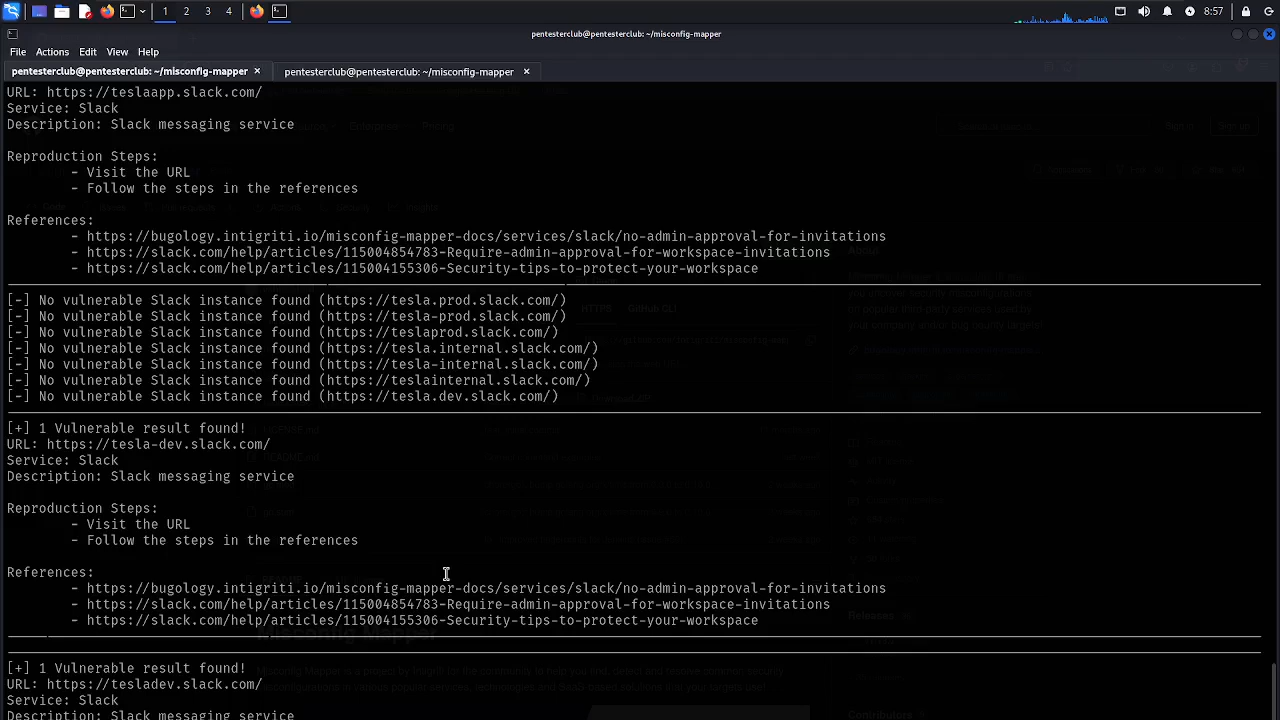 1 2 3 4 8:57
pentesterclub@pentesterclub: ~/misconfig-mapper
File Actions Edit View Help
pentesterclub@pentesterclub: ~/misconfig-mapper × pentesterclub@pentesterclub: ~/misconfig-mapper ×
URL: https://teslaapp.slack.com/
Service: Slack
Description: Slack messaging service
Reproduction Steps:
- Visit the URL
- Follow the steps in the references
References:
- https://bugology.intigriti.io/misconfig-mapper-docs/services/slack/no-admin-approval-for-invitations
- https://slack.com/help/articles/115004854783-Require-admin-approval-for-workspace-invitations
- https://slack.com/help/articles/115004155306-Security-tips-to-protect-your-workspace
[-] No vulnerable Slack instance found (https://tesla.prod.slack.com/)
[-] No vulnerable Slack instance found (https://tesla-prod.slack.com/)
[-] No vulnerable Slack instance found (https://teslaprod.slack.com/)
[-] No vulnerable Slack instance found (https://tesla.internal.slack.com/)
[-] No vulnerable Slack instance found (https://tesla-internal.slack.com/)
[-] No vulnerable Slack instance found (https://teslainternal.slack.com/)
[-] No vulnerable Slack instance found (https://tesla.dev.slack.com/)
[+] 1 Vulnerable result found!
URL: https://tesla-dev.slack.com/
Service: Slack
Description: Slack messaging service
Reproduction Steps:
- Visit the URL
- Follow the steps in the references
References:
- https://bugology.intigriti.io/misconfig-mapper-docs/services/slack/no-admin-approval-for-invitations
- https://slack.com/help/articles/115004854783-Require-admin-approval-for-workspace-invitations
- https://slack.com/help/articles/115004155306-Security-tips-to-protect-your-workspace
Misconfig Mapper
[+] 1 Vulnerable result found!
URL: https://tesladev.slack.com/
Service: Slack
Description: Slack messaging service